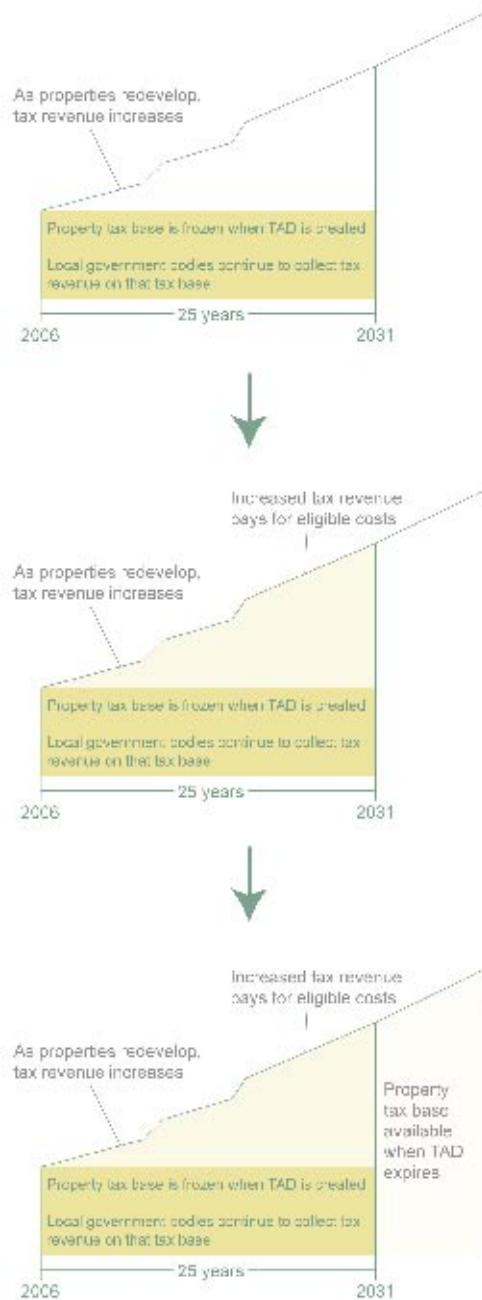 As properties redevelop,
tax revenue increases
Property tax base is frozen when TAD is created
Local government bodies continue to collect tax
revenue on that tax base
25 years
2006
2031
Increased tax revenue
pays for eligible costs
As properties redevelop,
tax revenue increases
Property tax base is frozen when TAD is created
Local government bodies continue to collect tax
revenue on that tax base
25 years
2006
2031
Increased tax revenue
pays for eligible costs
As properties redevelop,
tax revenue increases
Property
tax base
available
when TAD
expires
Property tax base is frozen when TAD is created
Local government bodies continue to collect tax
revenue on that tax base
25 years
2006
2031